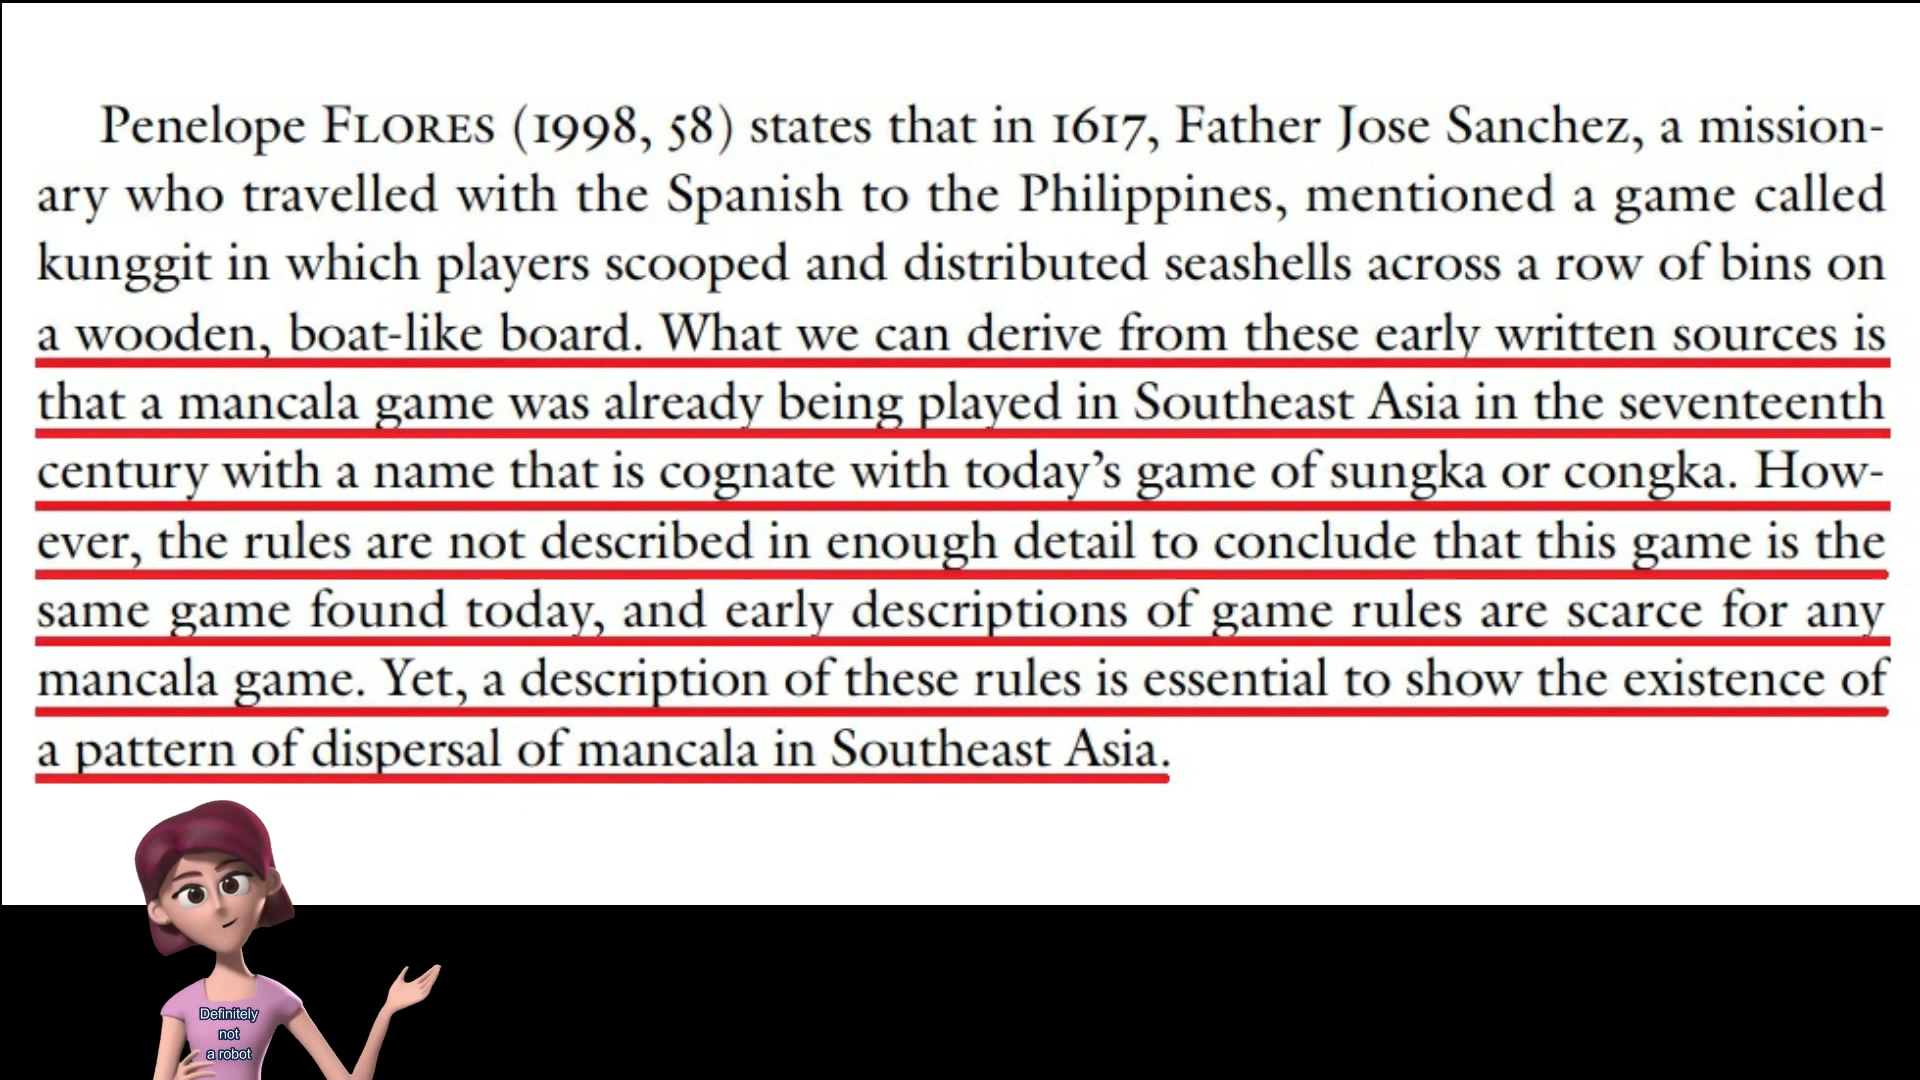 Penelope FLORES (1998, 58) states that in 1617, Father Jose Sanchez, a mission-
ary who travelled with the Spanish to the Philippines, mentioned a game called
kunggit in which players scooped and distributed seashells across a row of bins on
a wooden, boat-like board. What we can derive from these early written sources is
that a mancala game was already being played in Southeast Asia in the seventeenth
century with a name that is cognate with today’s game of sungka or congka. How-
ever, the rules are not described in enough detail to conclude that this game is the
same game found today, and early descriptions of game rules are scarce for any
mancala game. Yet, a description of these rules is essential to show the existence of
a pattern of dispersal of mancala in Southeast Asia.
Definitely
not
a robot